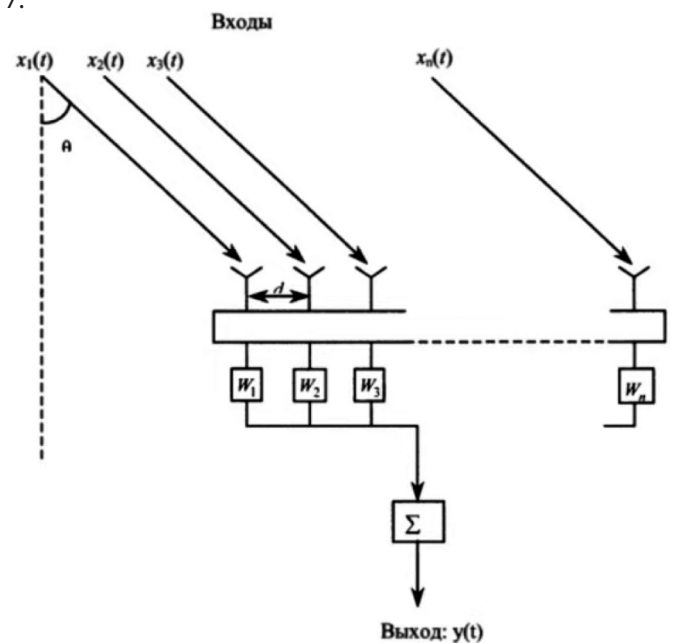 7.
Входы
x₁(t) x₂(t) x₃(t) xₙ(t)
θ
d
W₁ W₂ W₃ Wₙ
Σ
Выход: y(t)